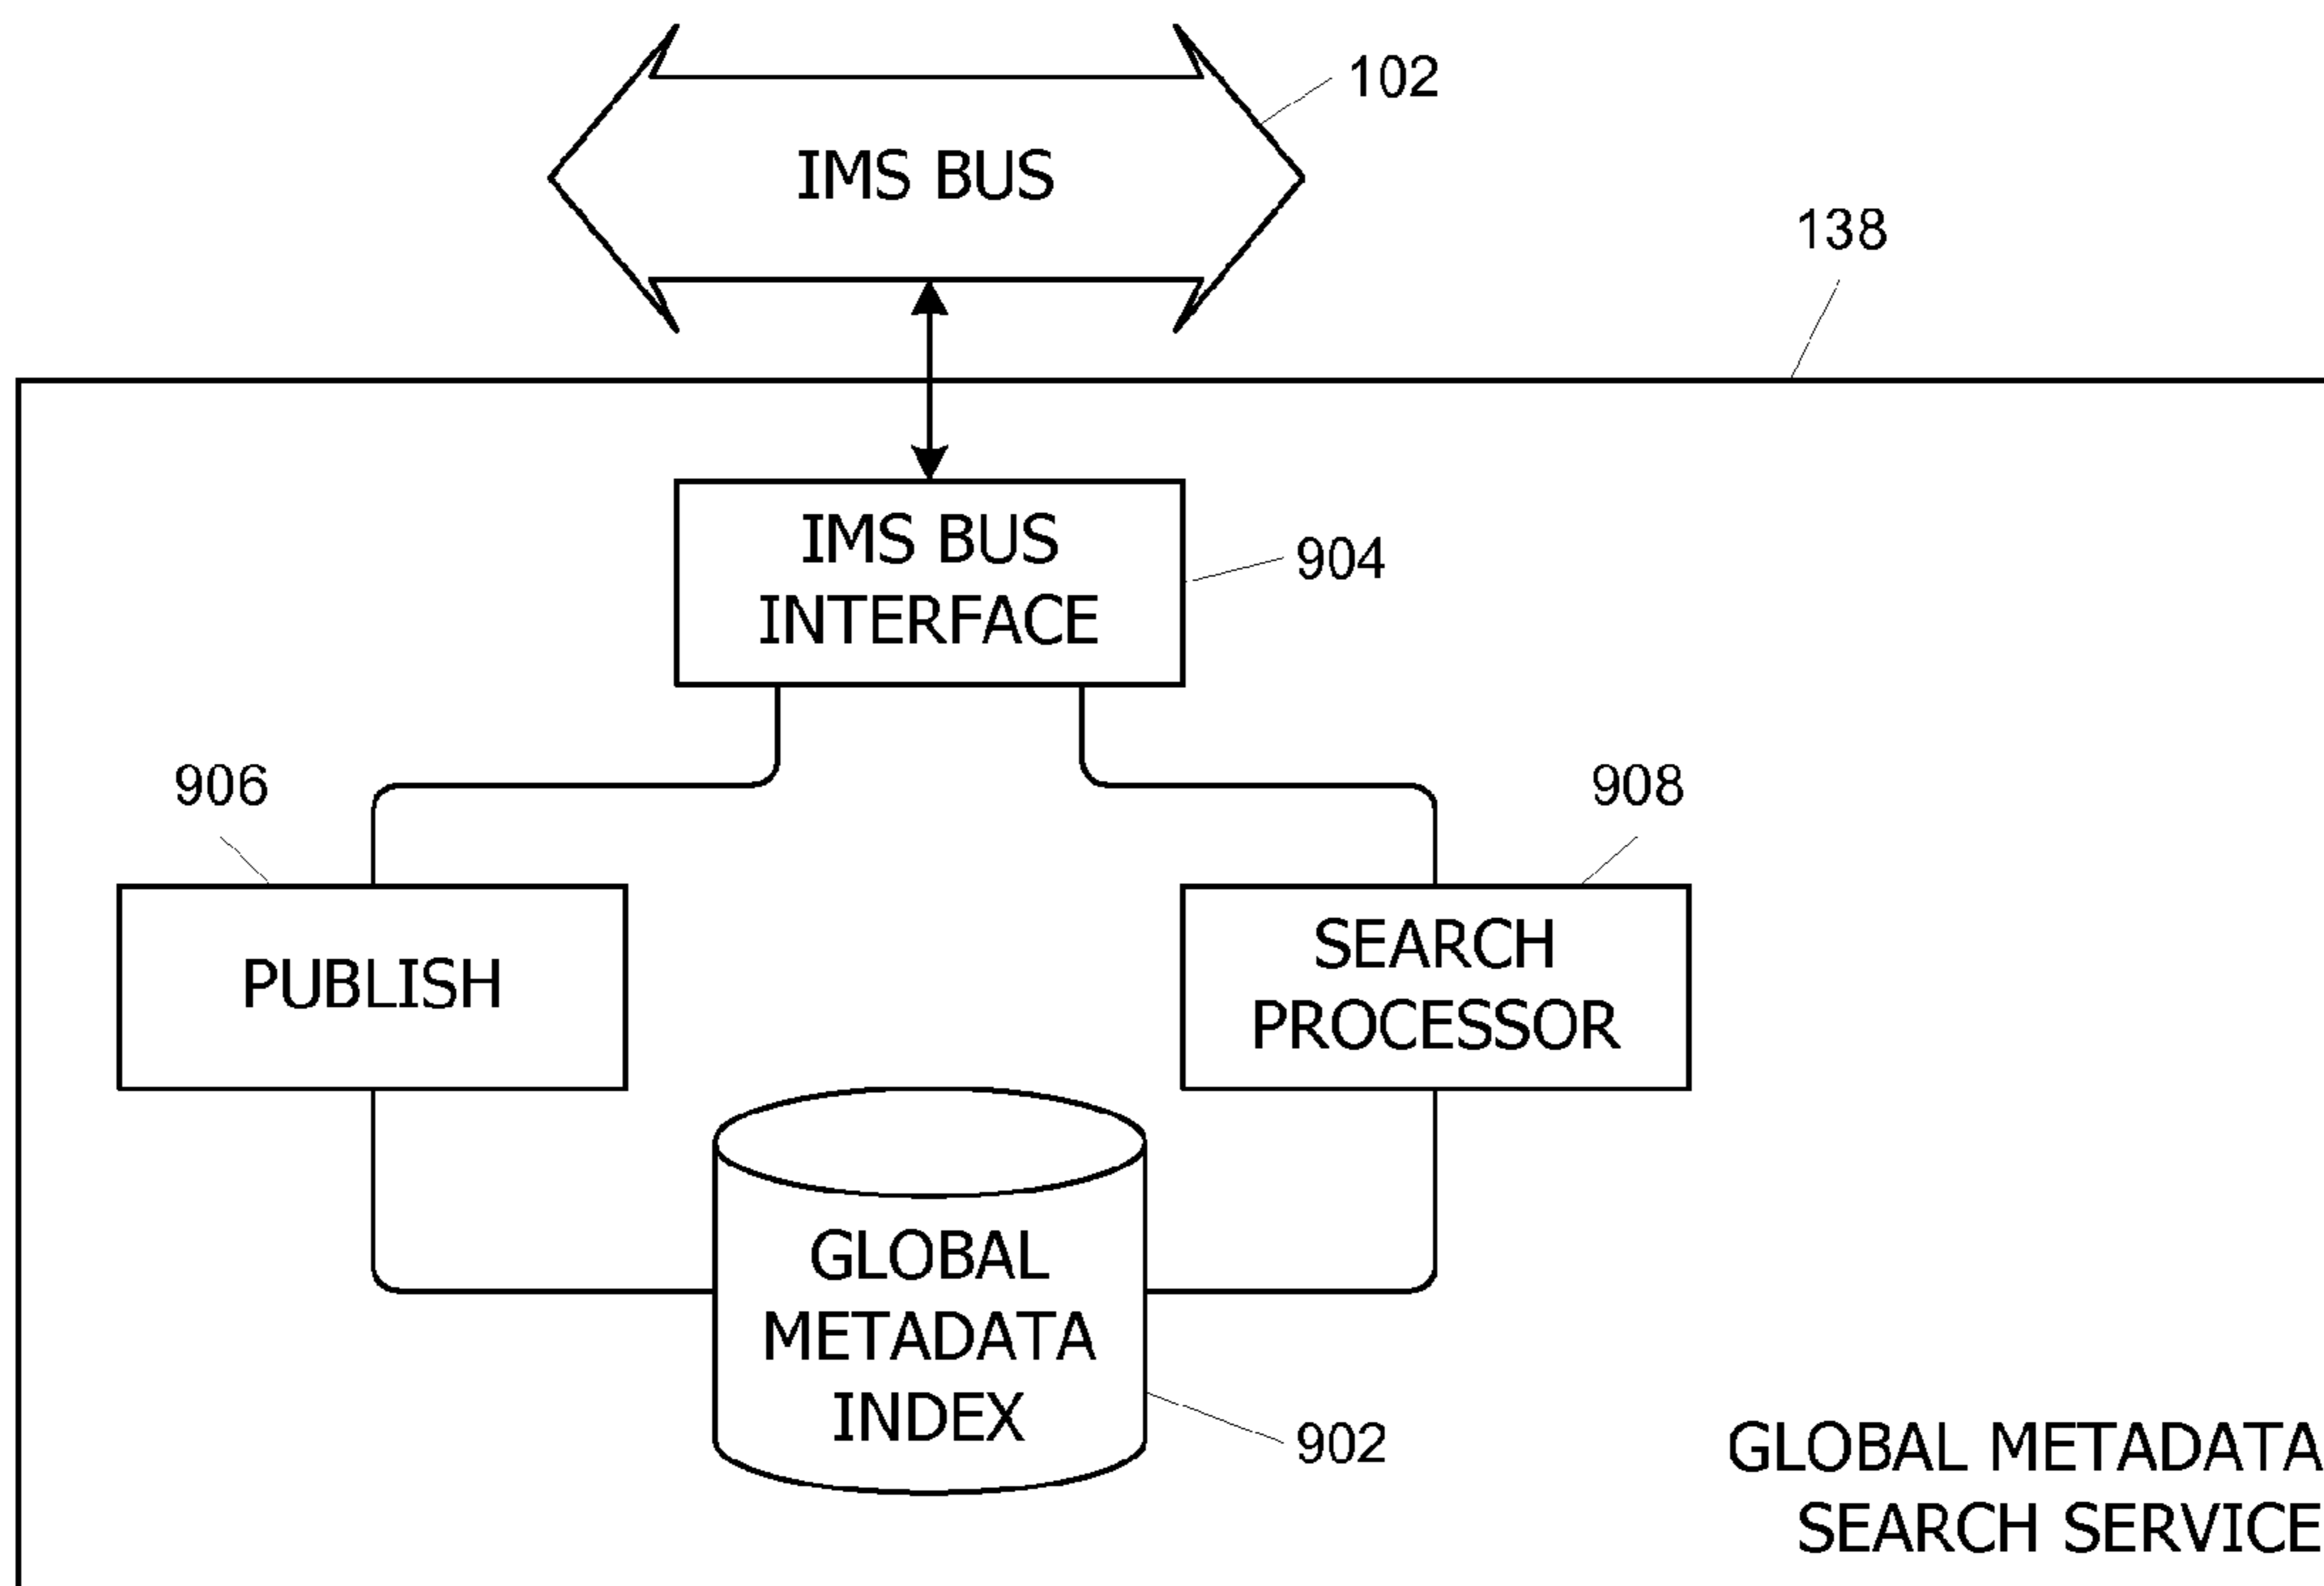 102
IMS BUS
138
IMS BUS
INTERFACE
904
906
908
PUBLISH
SEARCH
PROCESSOR
GLOBAL
METADATA
INDEX
902
GLOBAL METADATA
SEARCH SERVICE